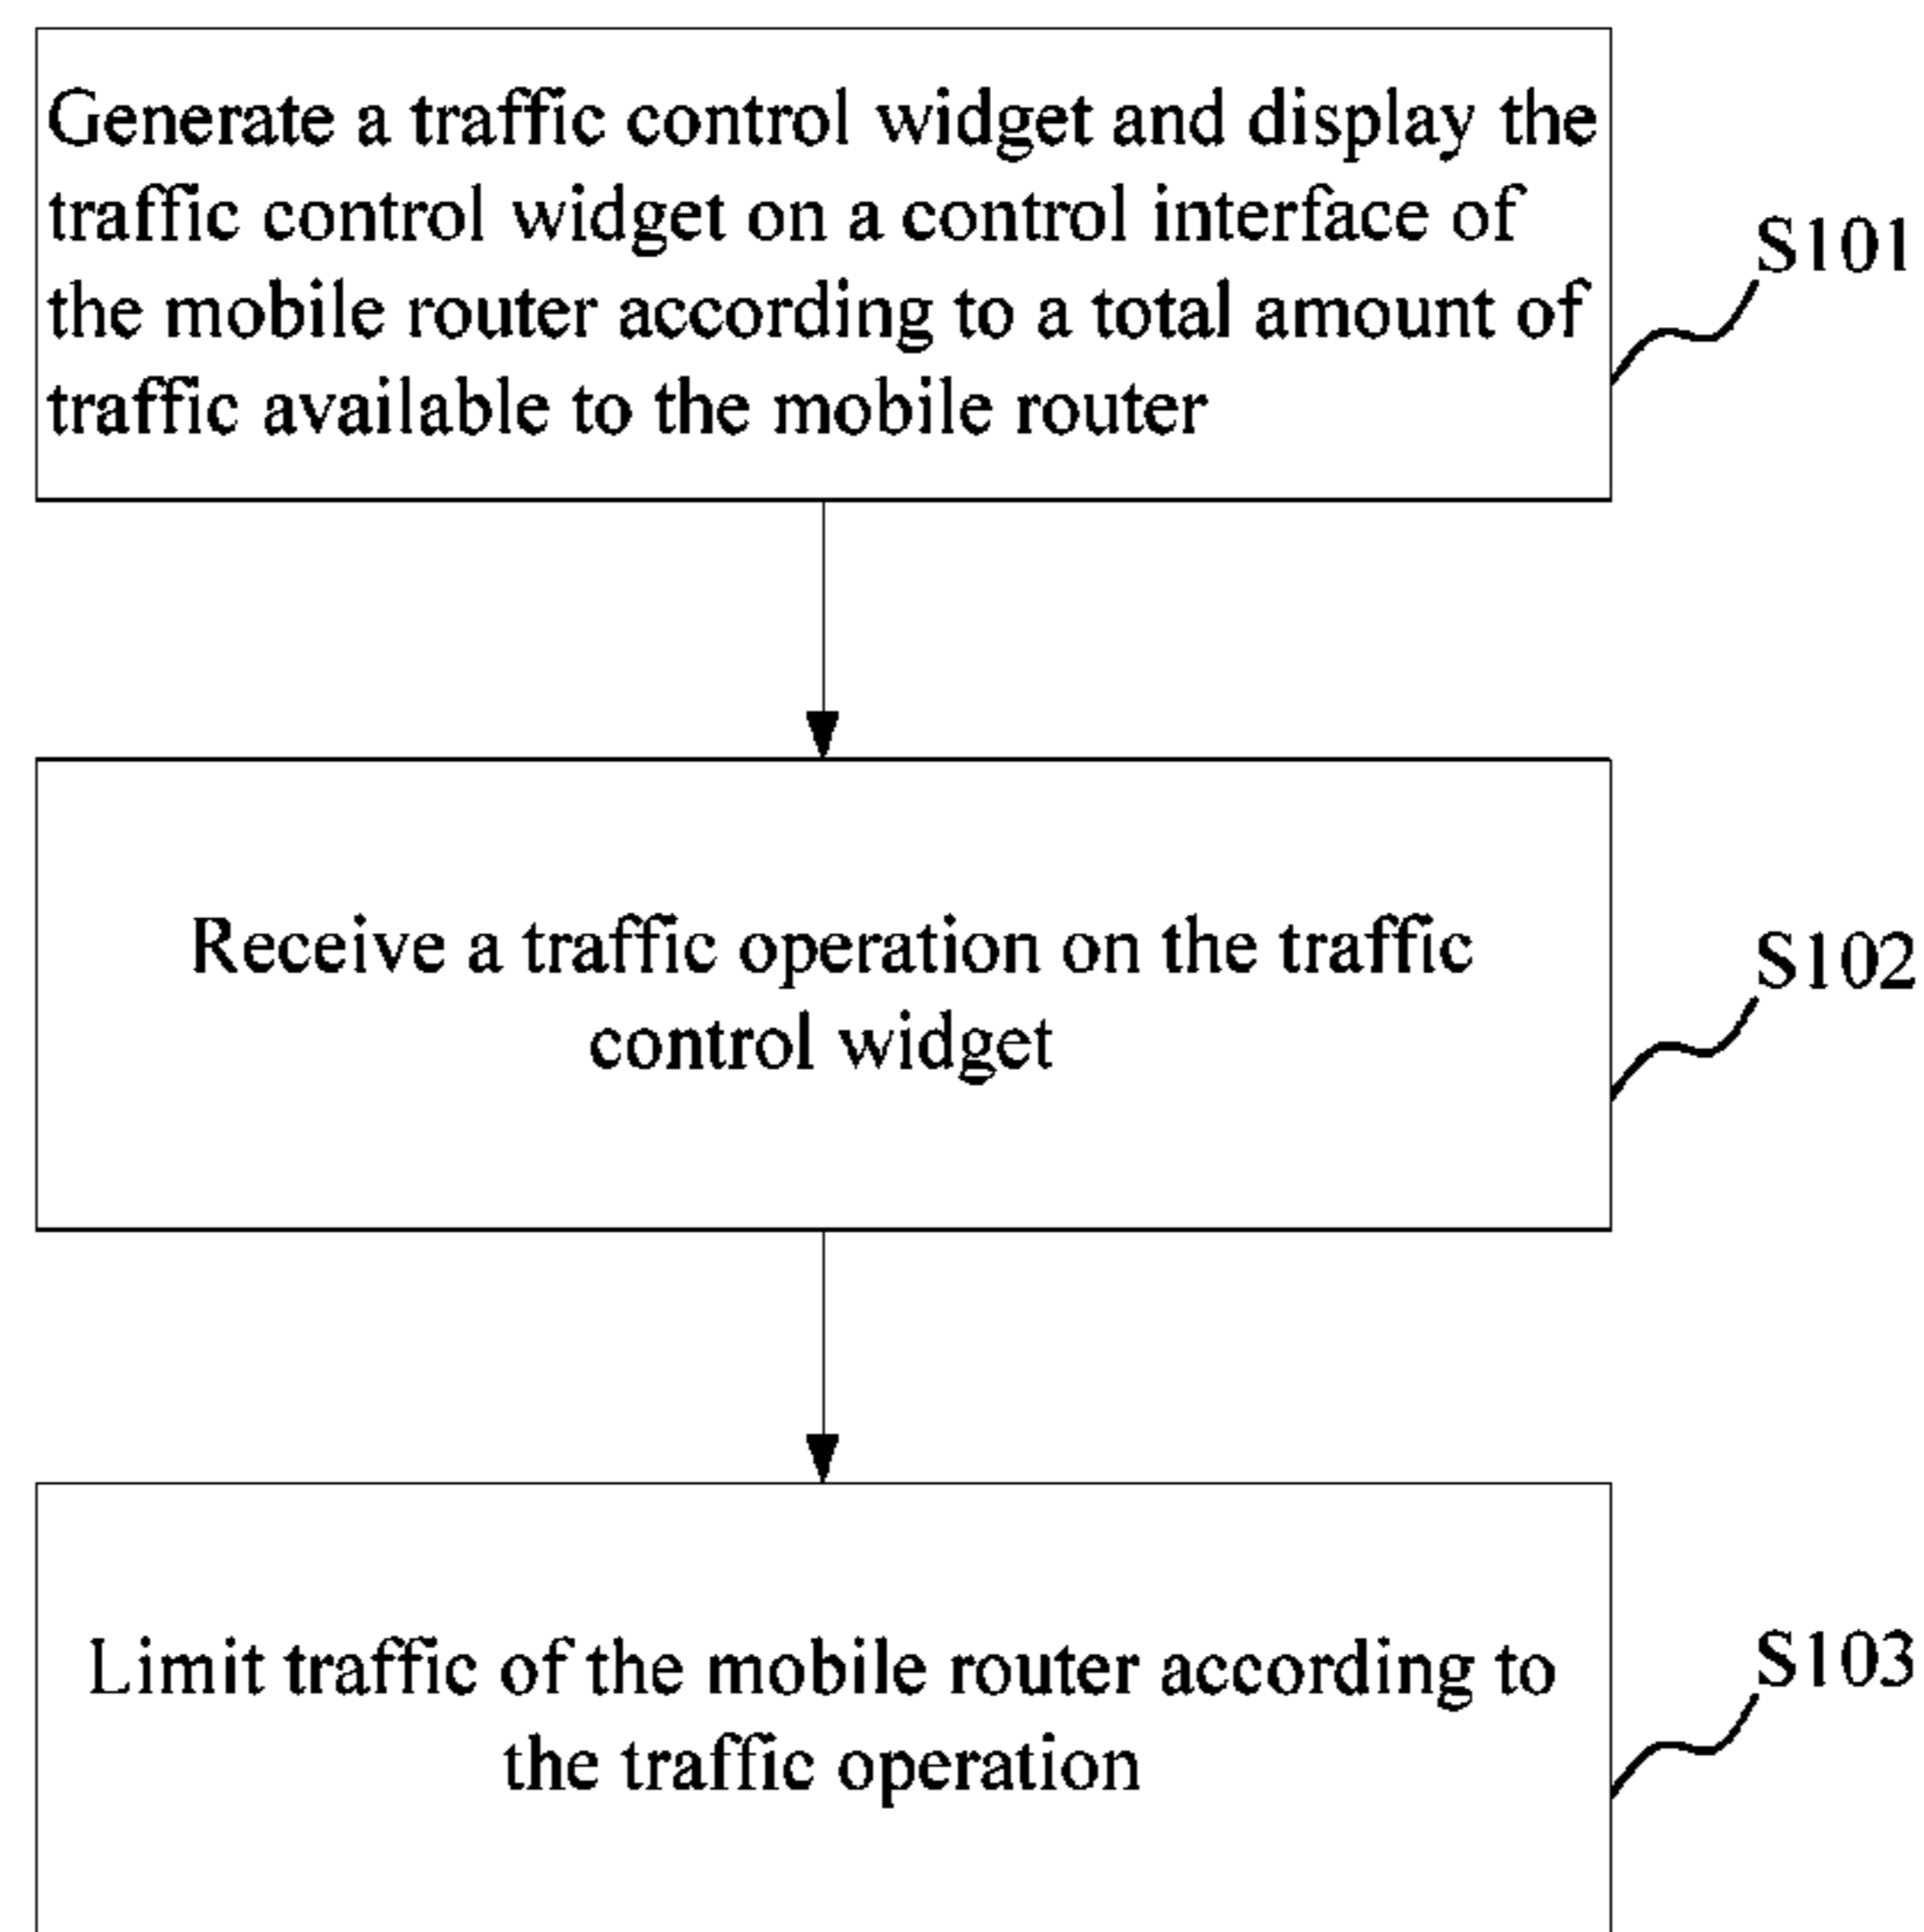 Generate a traffic control widget and display the
traffic control widget on a control interface of
the mobile router according to a total amount of
traffic available to the mobile router
S101
Receive a traffic operation on the traffic
control widget
S102
Limit traffic of the mobile router according to
the traffic operation
S103